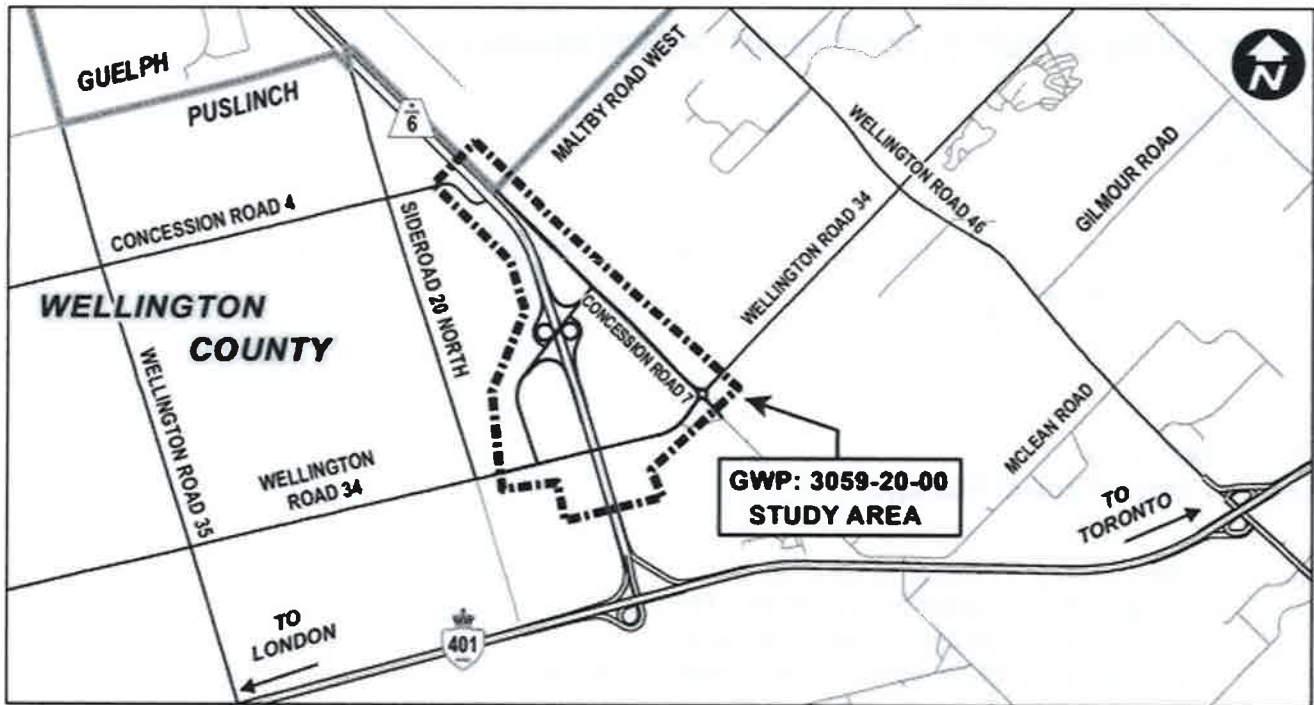 GUELPH
PUSLINCH
6
MALTBY ROAD WEST
N
WELLINGTON ROAD 46
GILMOUR ROAD
CONCESSION ROAD 4
SIDEROAD 20 NORTH
WELLINGTON ROAD 34
WELLINGTON
COUNTY
CONCESSION ROAD 7
WELLINGTON ROAD 35
WELLINGTON
ROAD 34
MCLEAN ROAD
GWP: 3059-20-00
STUDY AREA
TO
TORONTO
TO
LONDON
401